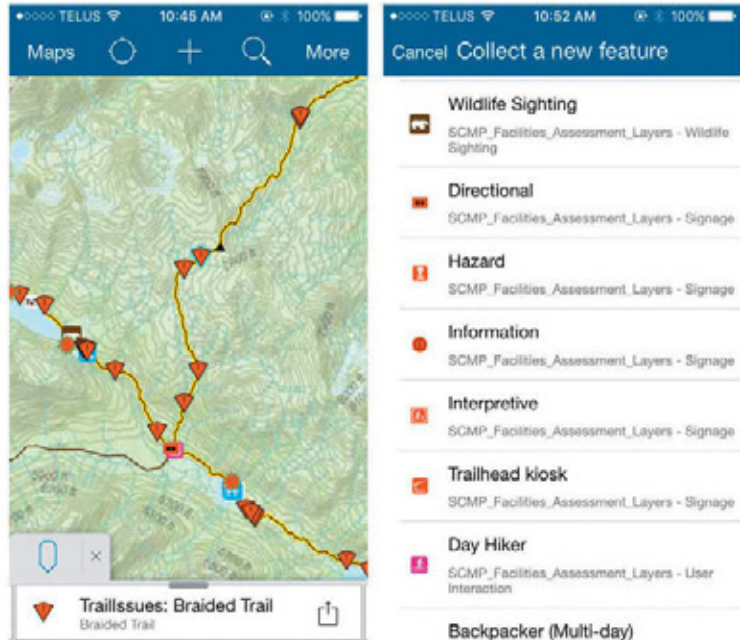 TELUS 10:45 AM 100%
Maps + More
TrailIssues: Braided Trail
Braided Trail
TELUS 10:52 AM 100%
Cancel Collect a new feature
Wildlife Sighting
SCMP_Facilities_Assessment_Layers - Wildlife
Sighting
Directional
SCMP_Facilities_Assessment_Layers - Signage
Hazard
SCMP_Facilities_Assessment_Layers - Signage
Information
SCMP_Facilities_Assessment_Layers - Signage
Interpretive
SCMP_Facilities_Assessment_Layers - Signage
Trailhead kiosk
SCMP_Facilities_Assessment_Layers - Signage
Day Hiker
SCMP_Facilities_Assessment_Layers - User
Interaction
Backpacker (Multi-day)